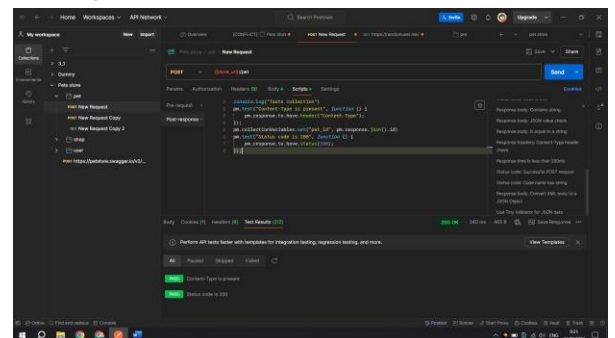 Home Workspaces API Network
Search Postman
Invite
Upgrade
My workspace
New Import
Overview
[CONFLICT] Pets store
POST New Request
pet
pet store
Collections
Environments
History
3,1
Dummy
Pets store
pet
POST New Request
POST New Request Copy
New Request Copy 2
shop
user
POST https://petstore.swagger.io/v2/...
Pets store / pet / New Request
Save
Share
POST
/pet
Send
Params Authorization Headers Body Scripts Settings
Cookies
Pre-request
Post-response
console.log("Tests collection")
pm.test("Content-Type is present", function () {
pm.response.to.have.header("Content-Type");
});
pm.collectionVariables.set("pet_id", pm.response.json().id)
pm.test("Status code is 200", function () {
pm.response.to.have.status(200);
});
Response body: Contains string
Response body: JSON value check
Response body: Is equal to a string
Response headers: Content-Type header check
Response time is less than 200ms
Status code: Successful POST request
Status code: Code name has string
Response body: Convert XML body to a JSON Object
Use Tiny Validator for JSON data
Body Cookies (1) Headers Test Results (2/2)
200 OK
Save Response
Perform API tests faster with templates for integration testing, regression testing, and more.
View Templates
All Passed Skipped Failed
PASS Content-Type is present
PASS Status code is 200
Online Find and replace Console
Postbot Runner Start Proxy Cookies Vault Trash
ENG